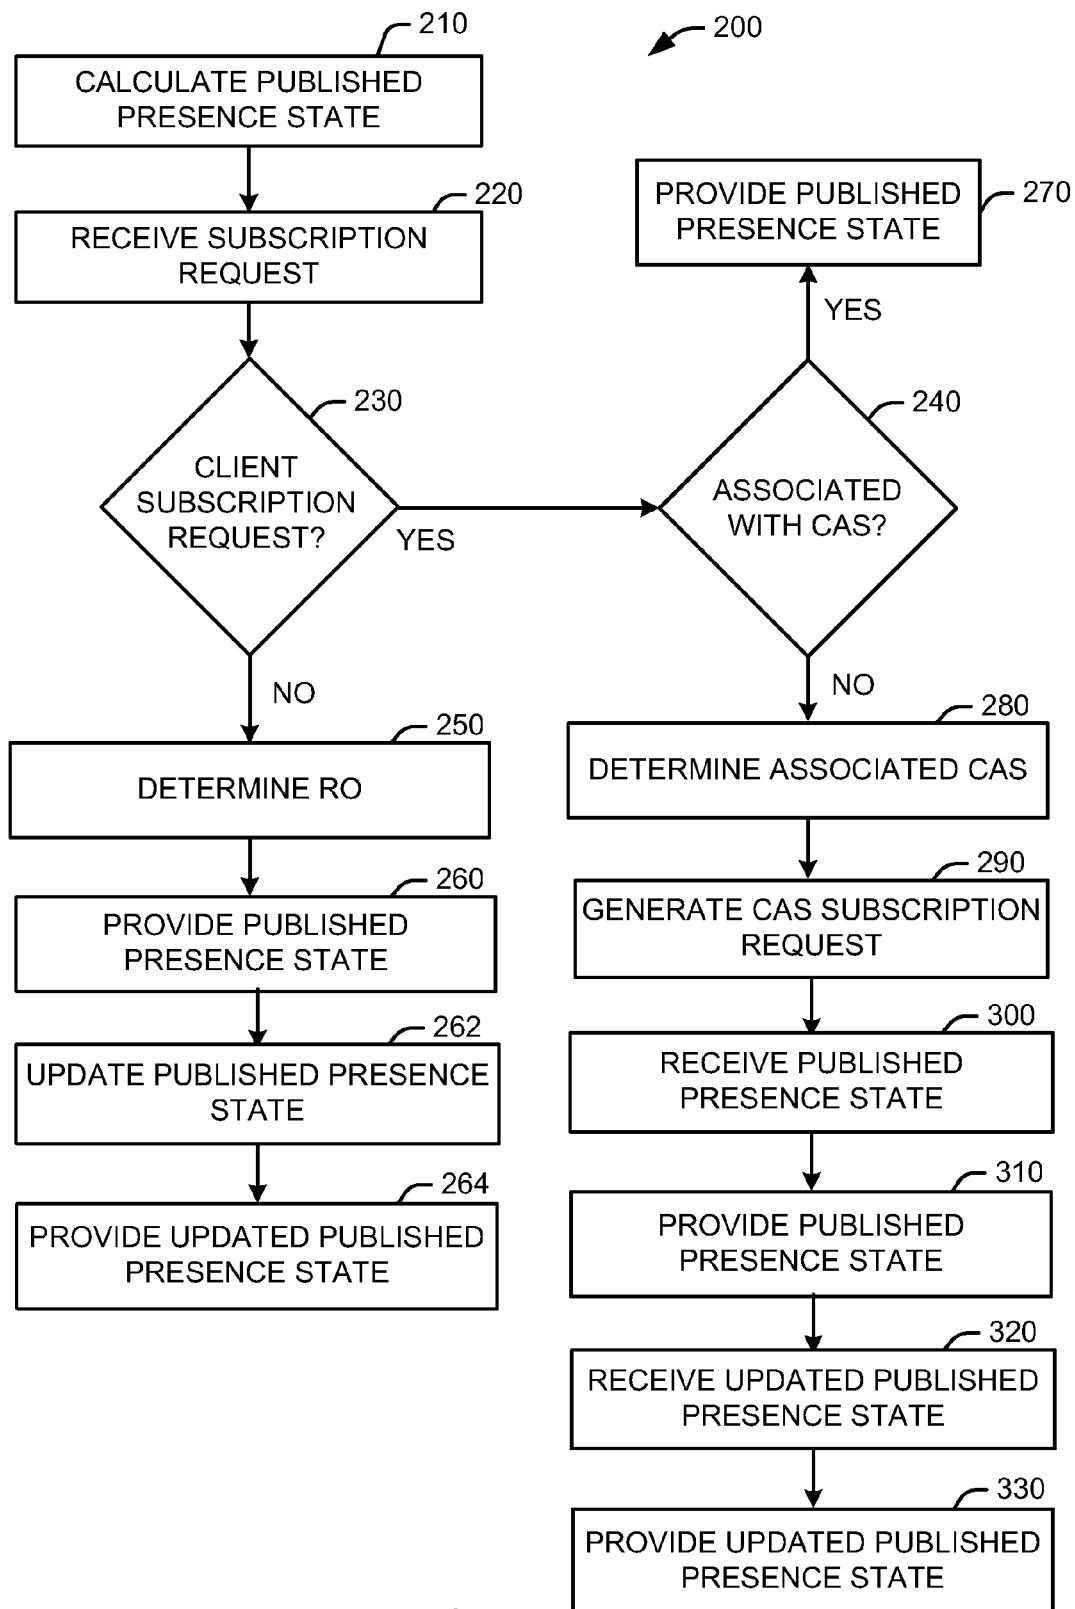 210
200
CALCULATE PUBLISHED
PRESENCE STATE
220
RECEIVE SUBSCRIPTION
REQUEST
PROVIDE PUBLISHED
PRESENCE STATE
270
YES
230
CLIENT
SUBSCRIPTION
REQUEST?
YES
240
ASSOCIATED
WITH CAS?
NO
250
DETERMINE RO
260
PROVIDE PUBLISHED
PRESENCE STATE
262
UPDATE PUBLISHED PRESENCE
STATE
264
PROVIDE UPDATED PUBLISHED
PRESENCE STATE
NO
280
DETERMINE ASSOCIATED CAS
290
GENERATE CAS SUBSCRIPTION
REQUEST
300
RECEIVE PUBLISHED
PRESENCE STATE
310
PROVIDE PUBLISHED
PRESENCE STATE
320
RECEIVE UPDATED PUBLISHED
PRESENCE STATE
330
PROVIDE UPDATED PUBLISHED
PRESENCE STATE